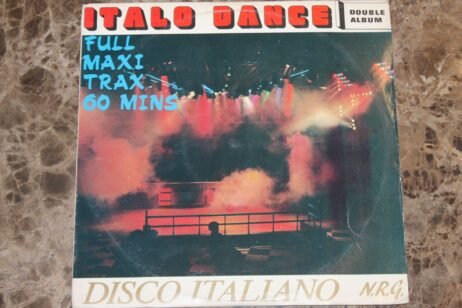 ITALO DANCE
DOUBLE
ALBUM
FULL
MAXI
TRAX
60 MINS
DISCO ITALIANO N.R.G.